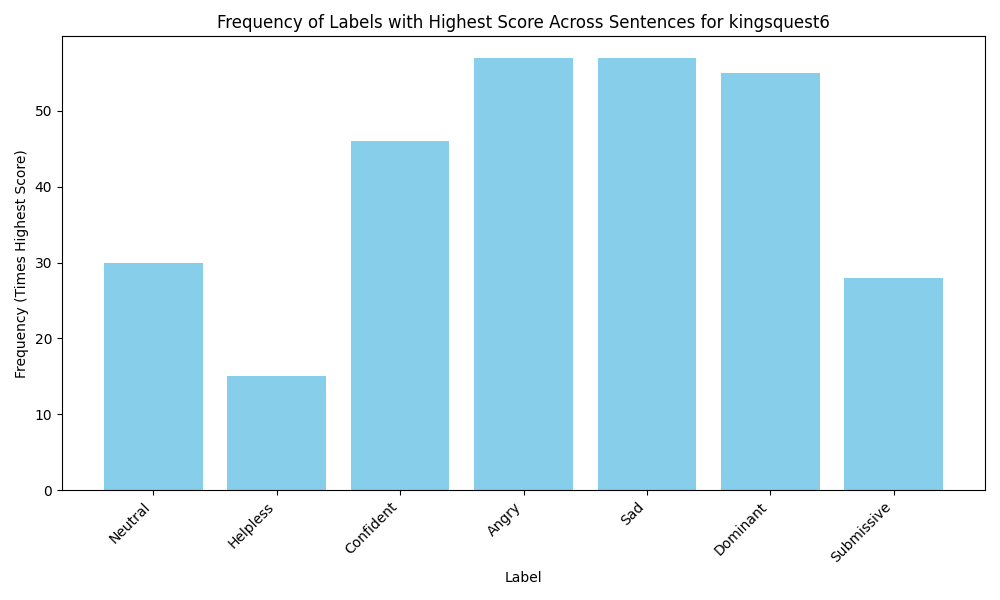 Frequency of Labels with Highest Score Across Sentences for kingsquest6
Frequency (Times Highest Score)
50
40
30
20
10
0
Neutral
Helpless
Confident
Angry
Sad
Dominant
Submissive
Label